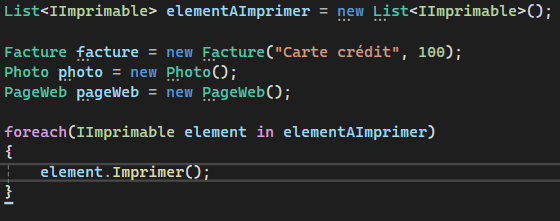 List<IImprimable> elementAImprimer = new List<IImprimable>();
Facture facture = new Facture("Carte crédit", 100);
Photo photo = new Photo();
PageWeb pageWeb = new PageWeb();
foreach(IImprimable element in elementAImprimer)
{
element.Imprimer();
}